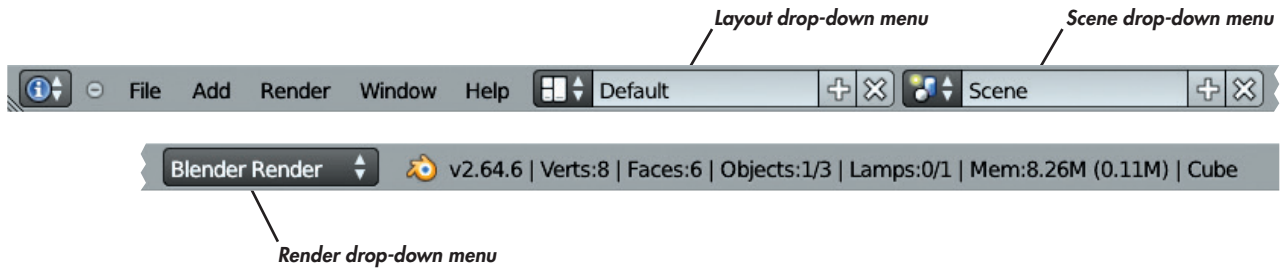 Layout drop-down menu Scene drop-down menu
File Add Render Window Help Default Scene
Blender Render v2.64.6 | Verts:8 | Faces:6 | Objects:1/3 | Lamps:0/1 | Mem:8.26M (0.11M) | Cube
Render drop-down menu